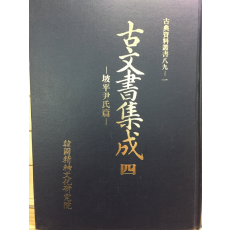 古典資料叢書八九—一
古文書集成 四
—坡平尹氏篇—
韓國精神文化研究院